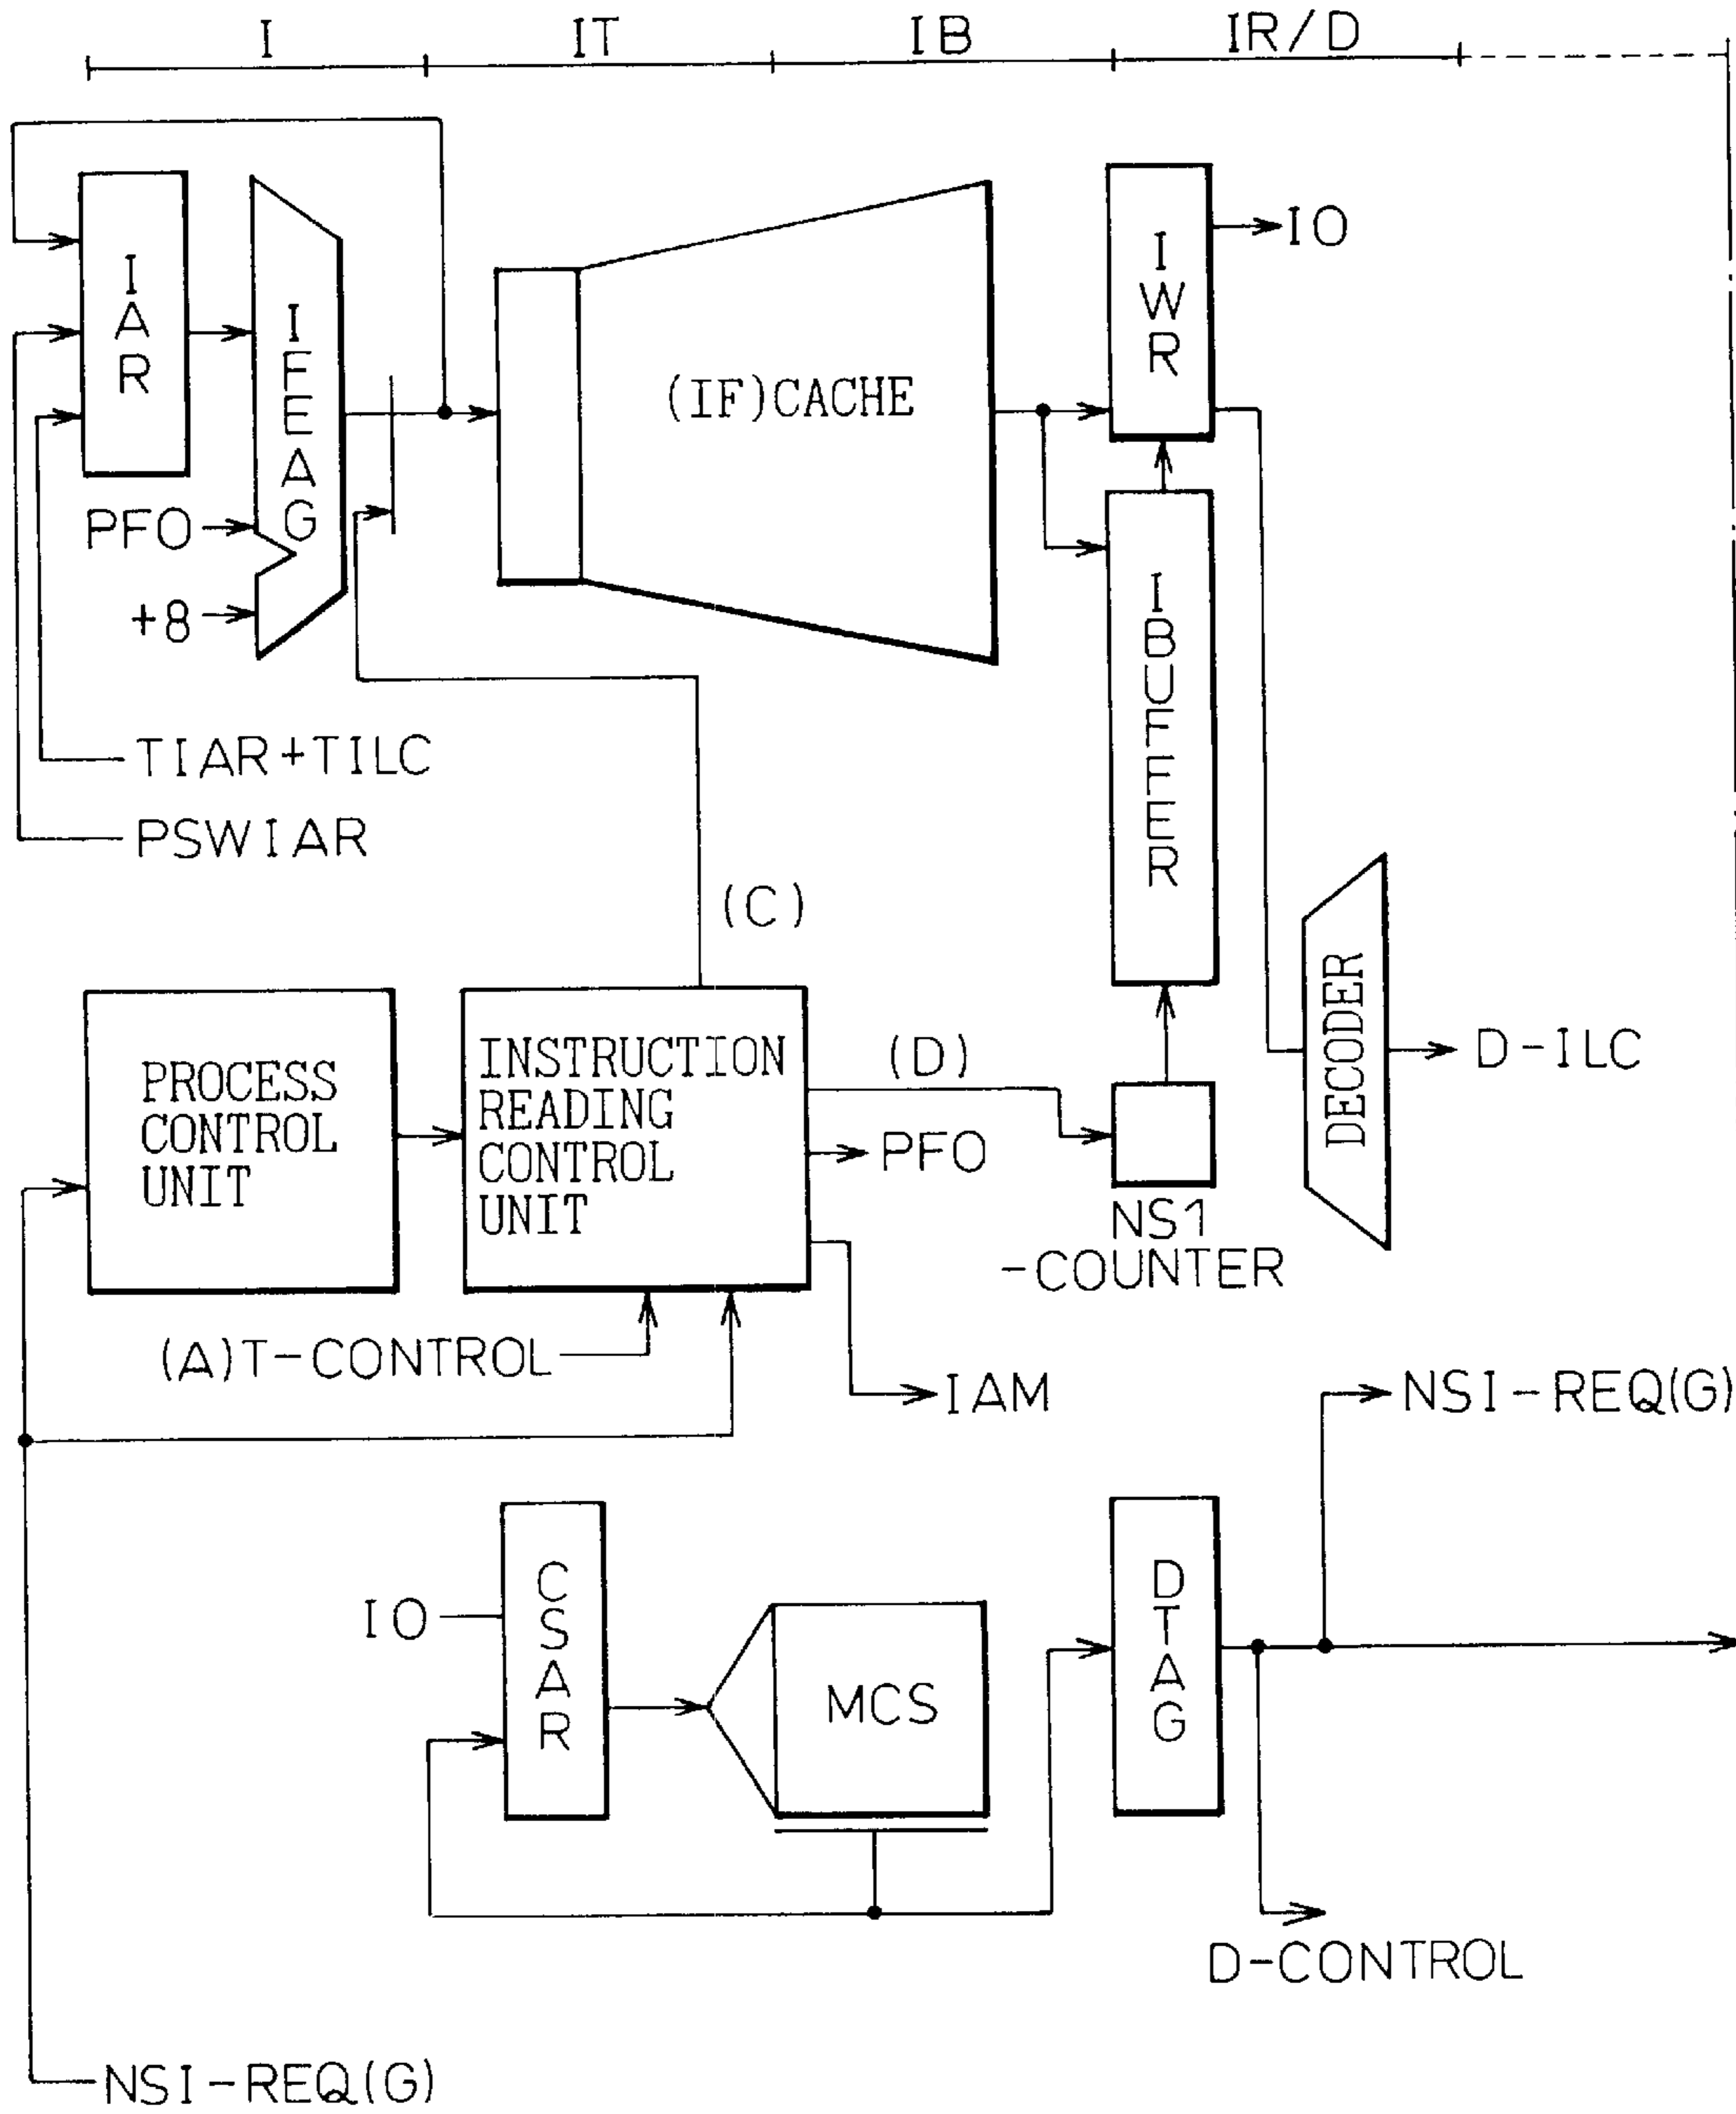 I IT IB IR/D
IAR
IFEAG
(IF)CACHE
IWR
IO
PFO
+8
IBUFFER
TIAR+TILC
PSWIAR
(C)
DECODER
D-ILC
PROCESS
CONTROL
UNIT
INSTRUCTION
READING
CONTROL
UNIT
(D)
PFO
NS1
-COUNTER
(A)T-CONTROL
IAM
NSI-REQ(G)
CSAR
IO
MCS
DTAG
D-CONTROL
NSI-REQ(G)